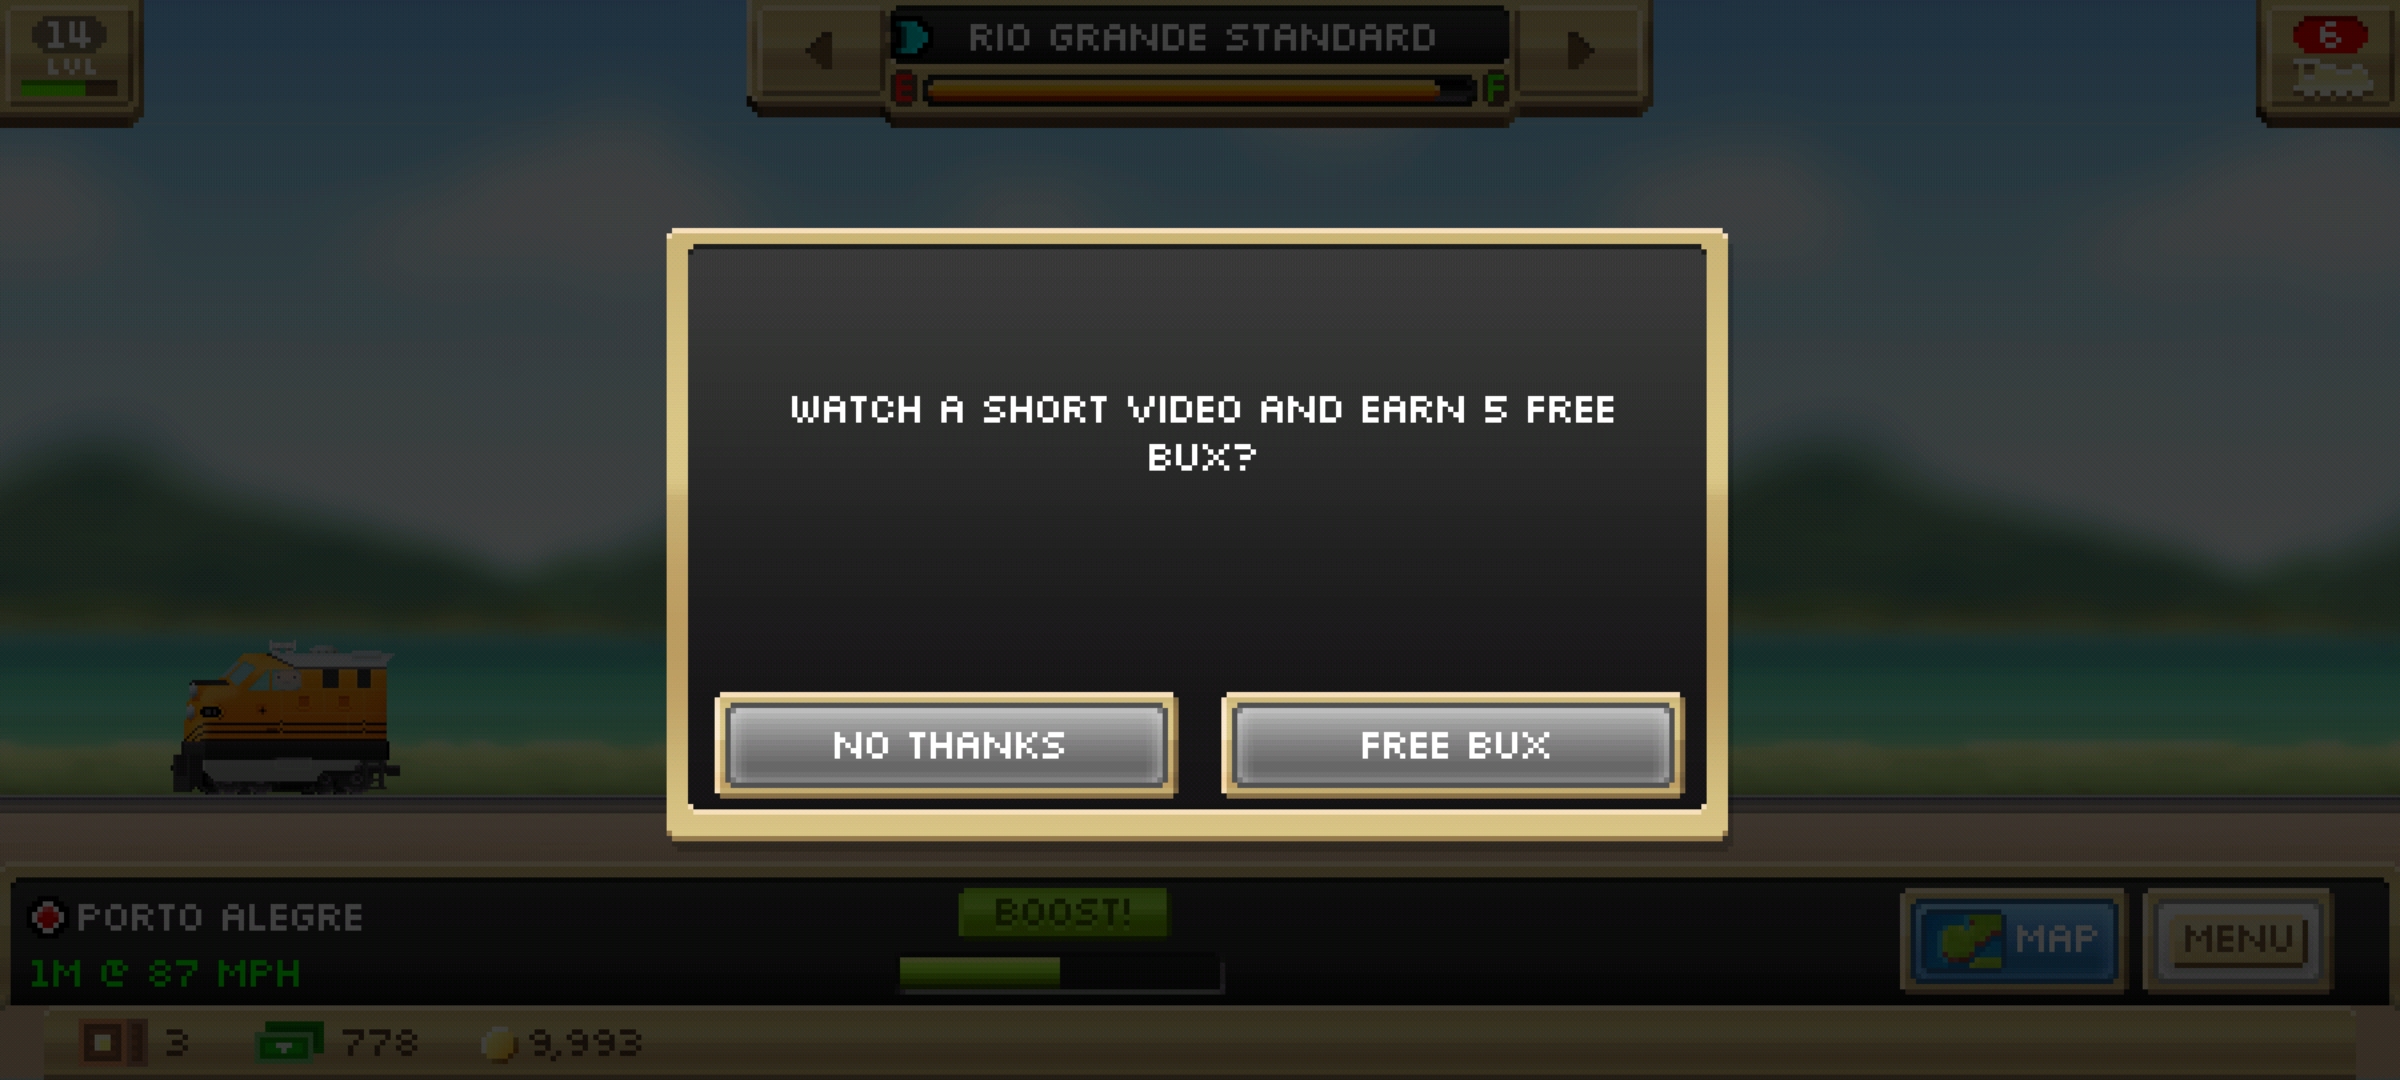 14
LVL
RIO GRANDE STANDARD
E
F
6
WATCH A SHORT VIDEO AND EARN 5 FREE
BUX?
NO THANKS
FREE BUX
PORTO ALEGRE
1M @ 87 MPH
BOOST!
MAP
MENU
3
778
9,993